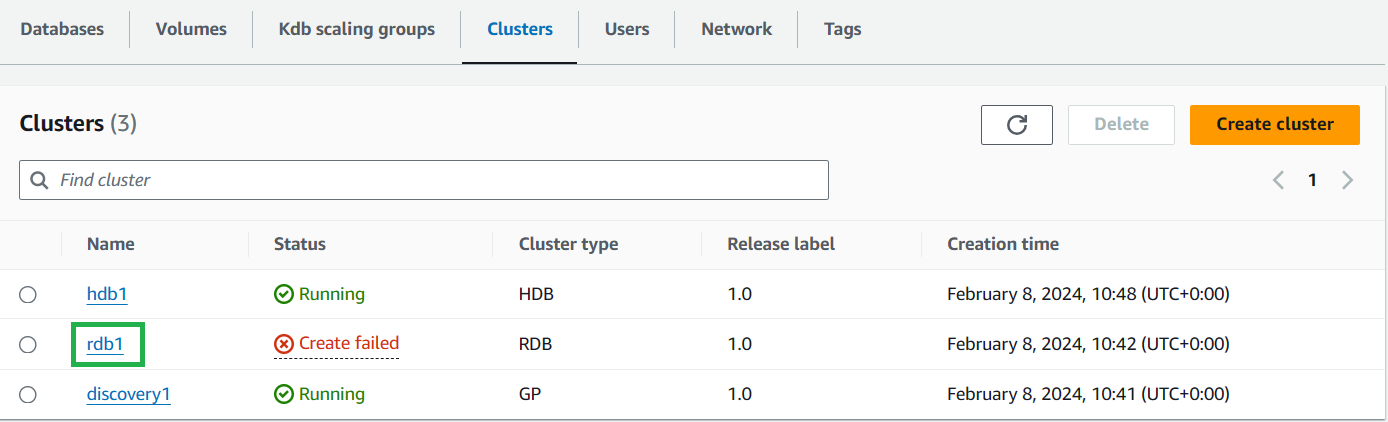 Databases Volumes Kdb scaling groups Clusters Users Network Tags
Clusters (3) Delete Create cluster
Find cluster 1
Name Status Cluster type Release label Creation time
hdb1 Running HDB 1.0 February 8, 2024, 10:48 (UTC+0:00)
rdb1 Create failed RDB 1.0 February 8, 2024, 10:42 (UTC+0:00)
discovery1 Running GP 1.0 February 8, 2024, 10:41 (UTC+0:00)